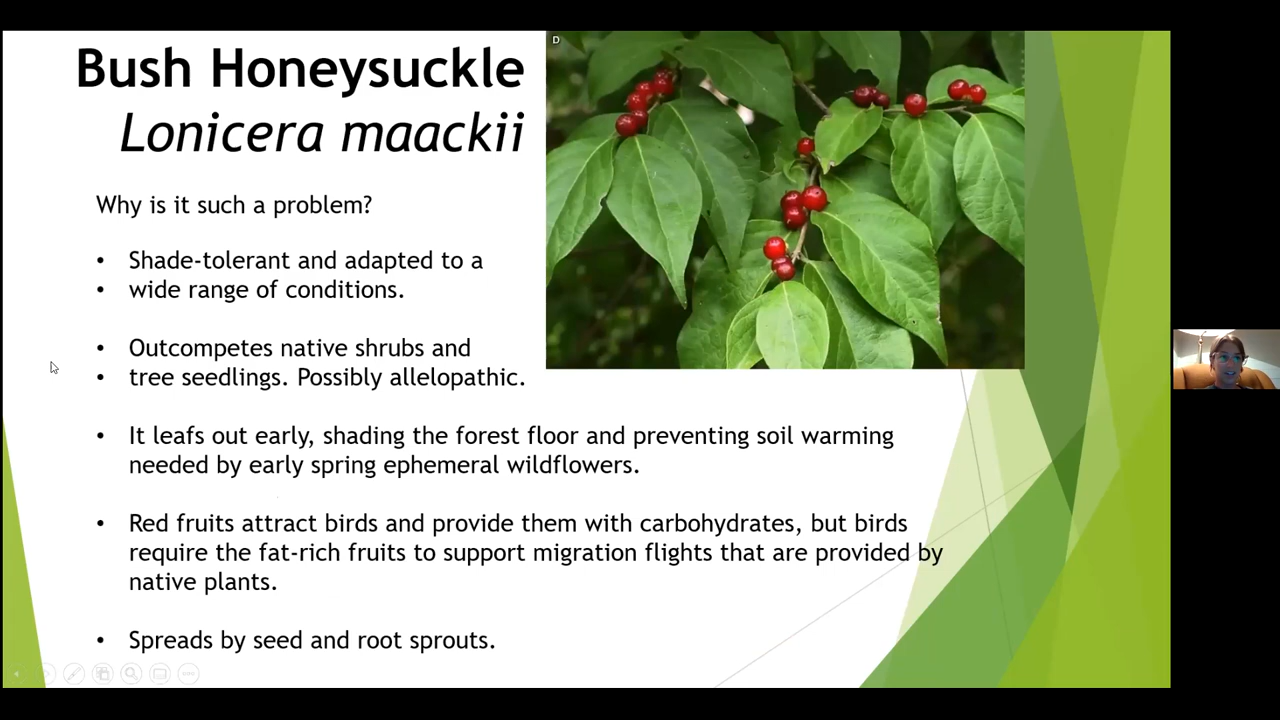 Bush Honeysuckle
Lonicera maackii
D
Why is it such a problem?
• Shade-tolerant and adapted to a
• wide range of conditions.
• Outcompetes native shrubs and
• tree seedlings. Possibly allelopathic.
• It leafs out early, shading the forest floor and preventing soil warming
needed by early spring ephemeral wildflowers.
• Red fruits attract birds and provide them with carbohydrates, but birds
require the fat-rich fruits to support migration flights that are provided by
native plants.
• Spreads by seed and root sprouts.